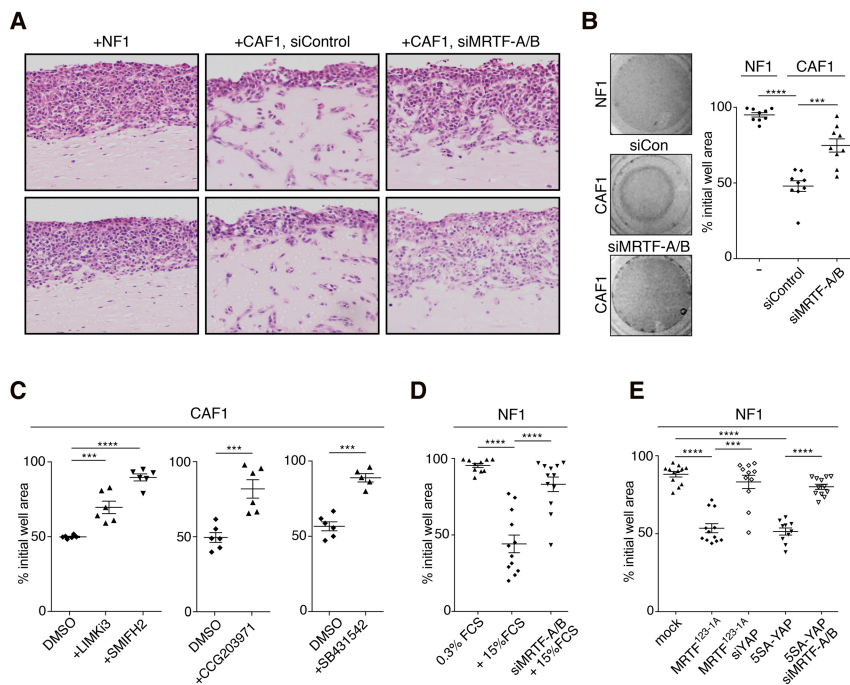 A
+NF1
+CAF1, siControl
+CAF1, siMRTF-A/B
B
NF1
siCon
CAF1
siMRTF-A/B
CAF1
NF1 CAF1
**** ***
100
50
0
% initial well area
–
siControl
siMRTF-A/B
C
CAF1
****
***
100
50
0
% initial well area
DMSO
+LIMKi3
+SMIFH2
***
100
50
0
DMSO
+CCG203971
***
100
50
0
DMSO
+SB431542
D
NF1
**** ****
100
50
0
% initial well area
0.3% FCS
+ 15%FCS
siMRTF-A/B
+ 15%FCS
E
NF1
****
**** *** ****
100
50
0
% initial well area
mock
MRTF123-1A
MRTF123-1A
siYAP
5SA-YAP
5SA-YAP
siMRTF-A/B